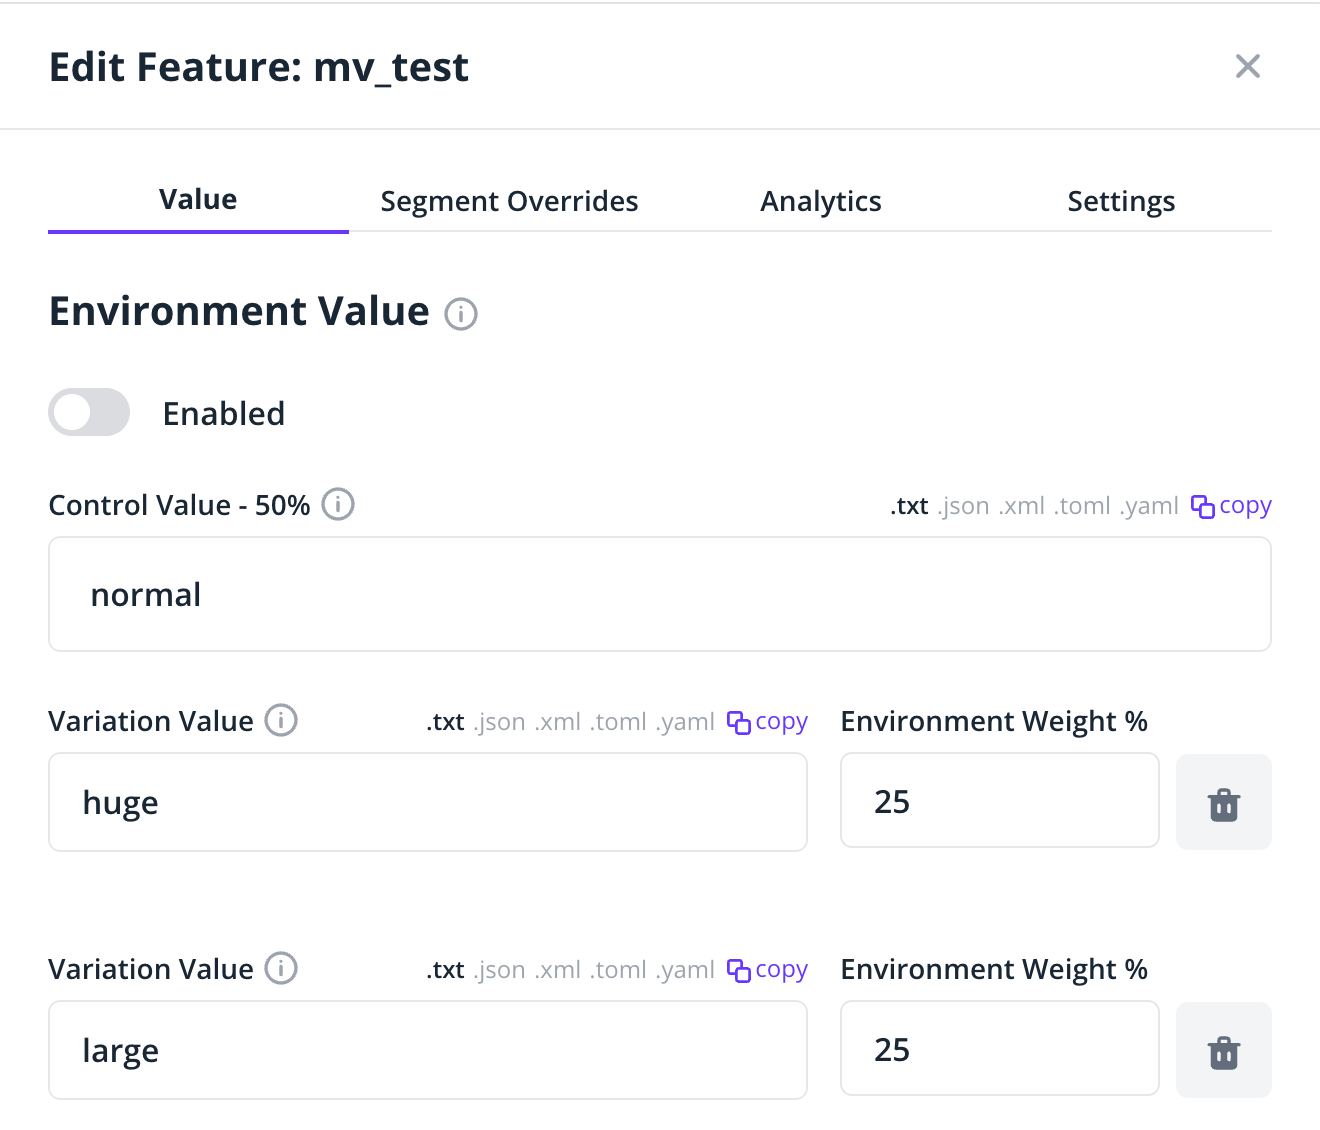 Edit Feature: mv_test
Value Segment Overrides Analytics Settings
Environment Value
Enabled
Control Value - 50% .txt .json .xml .toml .yaml copy
normal
Variation Value .txt .json .xml .toml .yaml copy Environment Weight %
huge 25
Variation Value .txt .json .xml .toml .yaml copy Environment Weight %
large 25